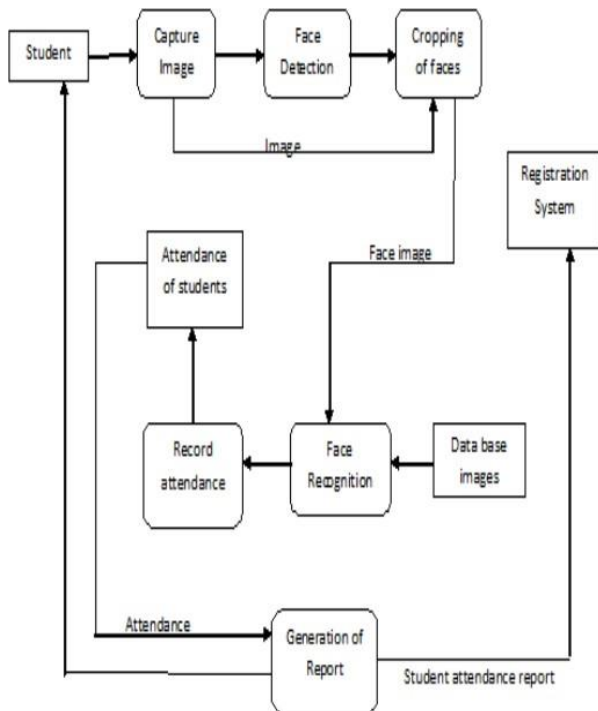 Student
Capture
Image
Face
Detection
Cropping
of faces
Image
Registration
System
Attendance
of students
Face image
Record
attendance
Face
Recognition
Data base
images
Attendance
Generation of
Report
Student attendance report